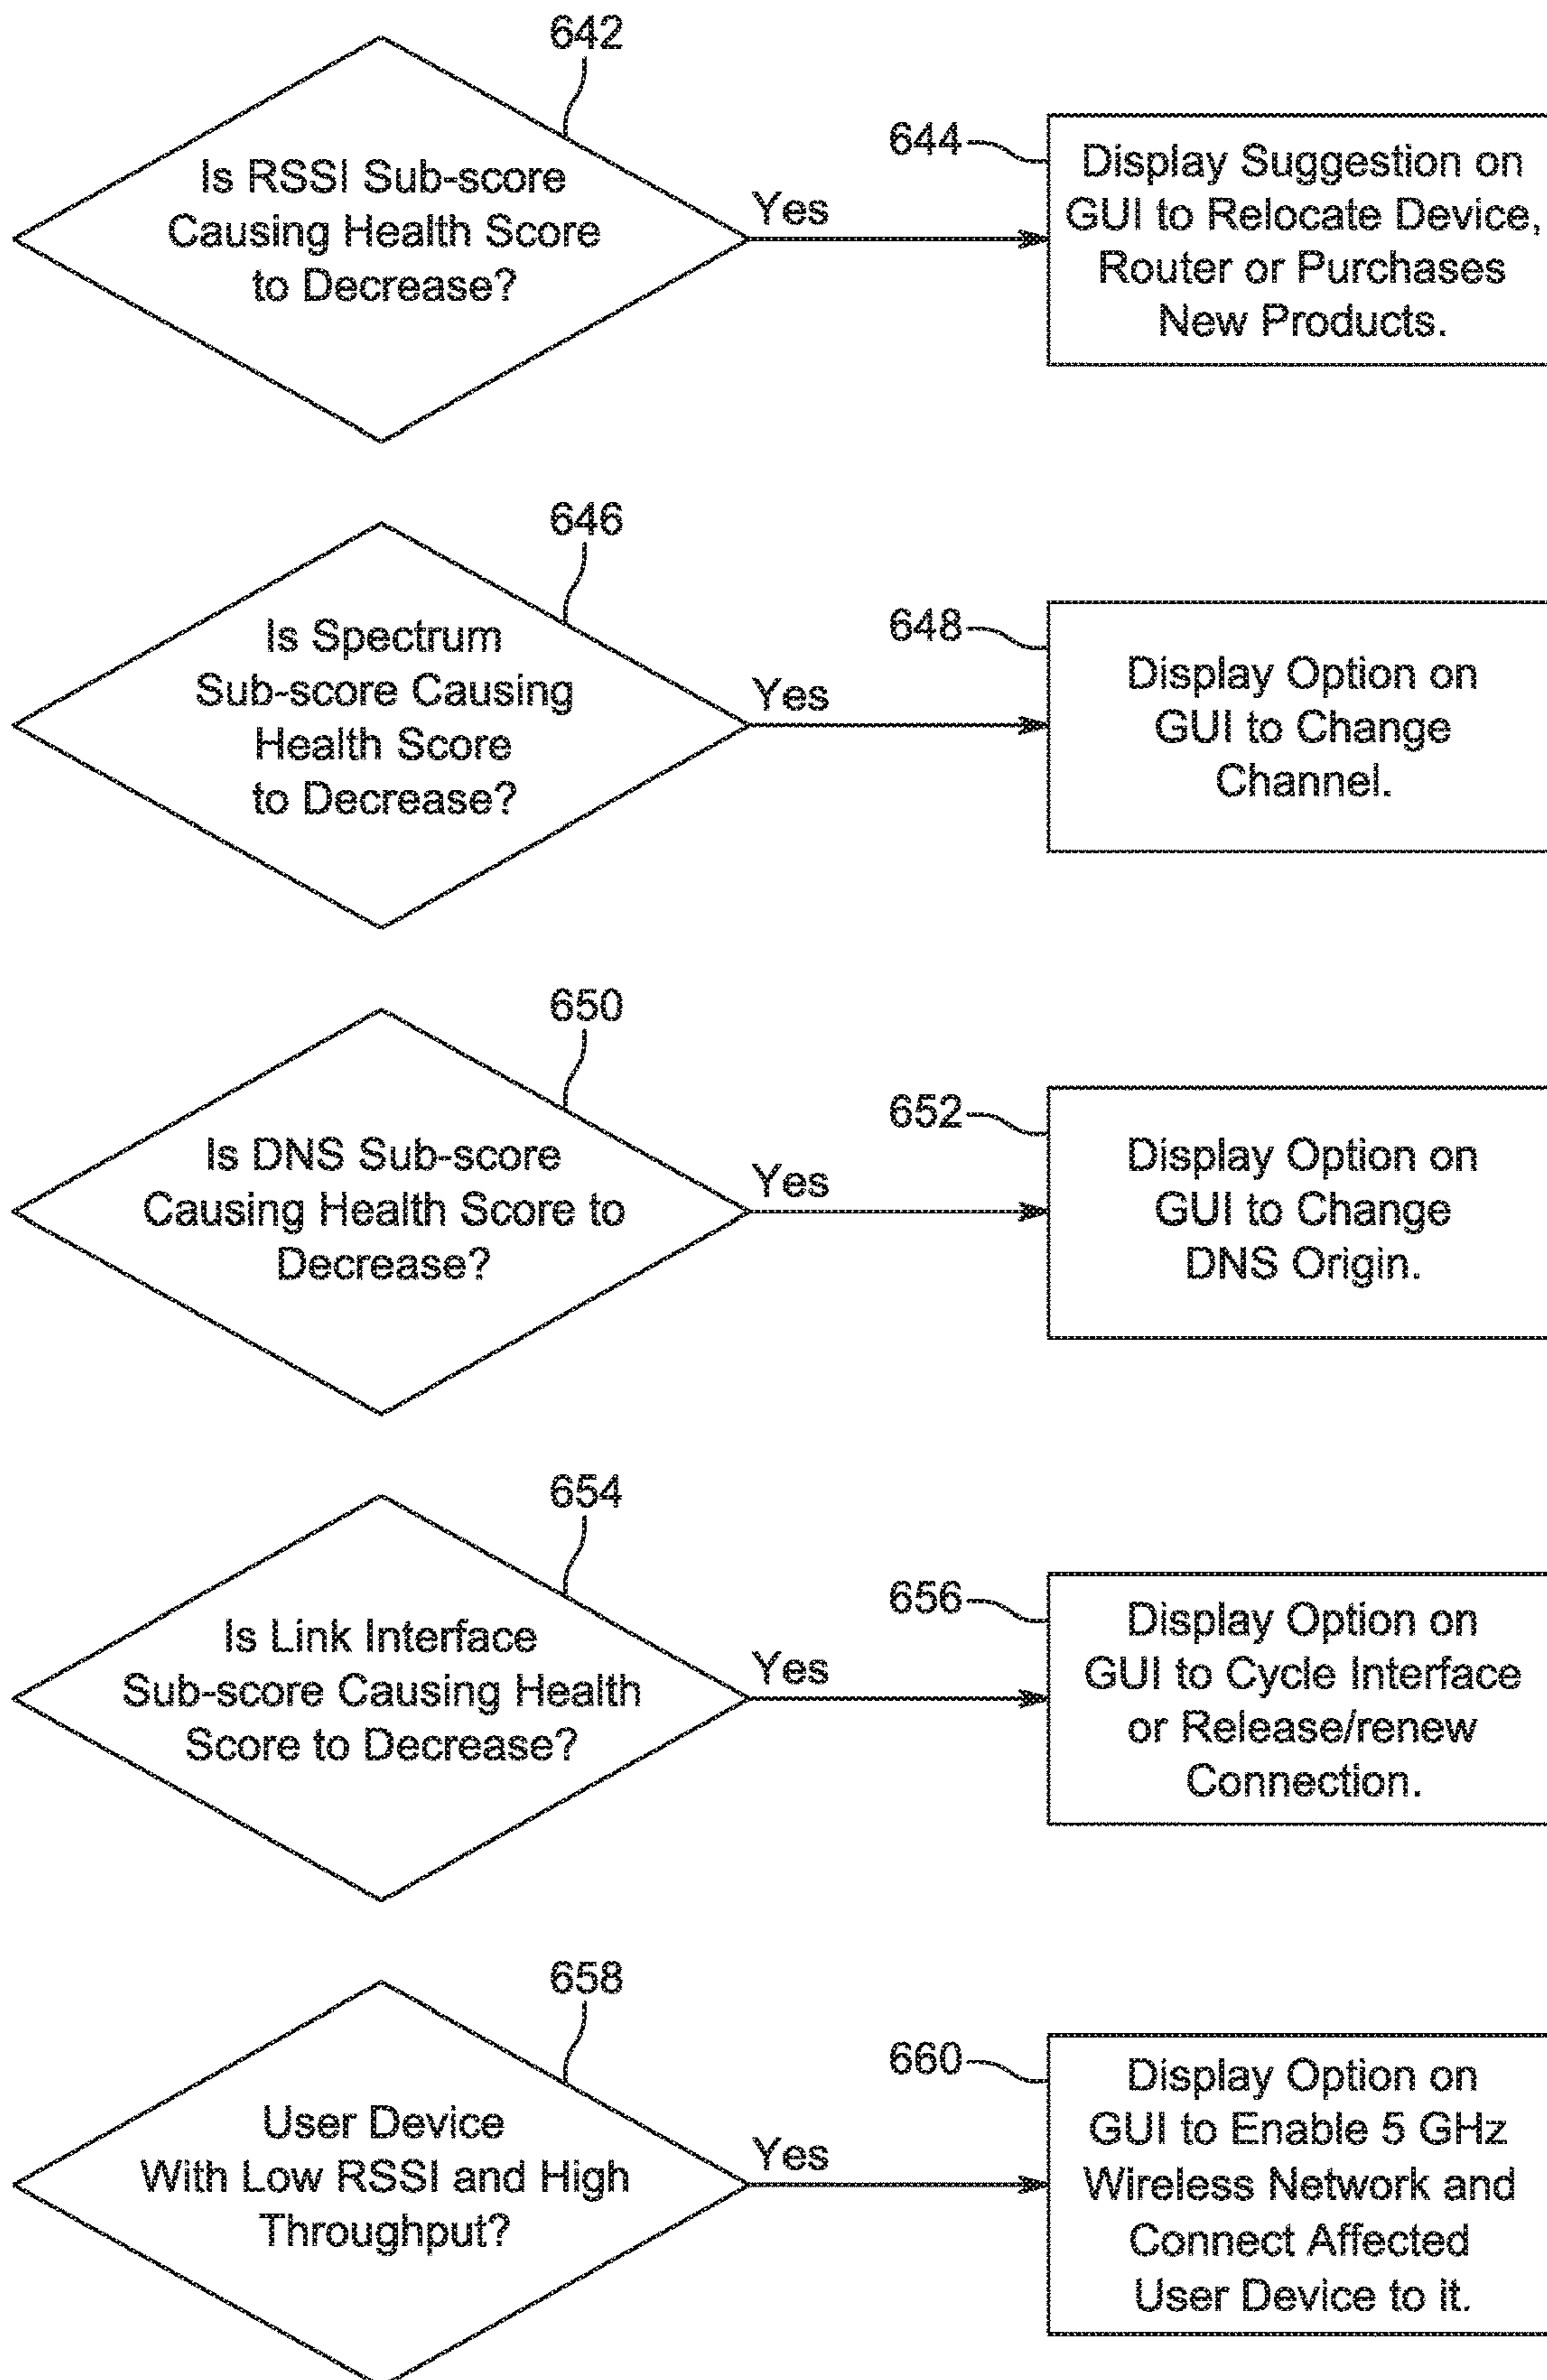 642
Is RSSI Sub-score
Causing Health Score
to Decrease?
Yes
644
Display Suggestion on
GUI to Relocate Device,
Router or Purchases
New Products.
646
Is Spectrum
Sub-score Causing
Health Score
to Decrease?
Yes
648
Display Option on
GUI to Change
Channel.
650
Is DNS Sub-score
Causing Health Score to
Decrease?
Yes
652
Display Option on
GUI to Change
DNS Origin.
654
Is Link Interface
Sub-score Causing Health
Score to Decrease?
Yes
656
Display Option on
GUI to Cycle Interface
or Release/renew
Connection.
658
User Device
With Low RSSI and High
Throughput?
Yes
660
Display Option on
GUI to Enable 5 GHz
Wireless Network and
Connect Affected
User Device to it.